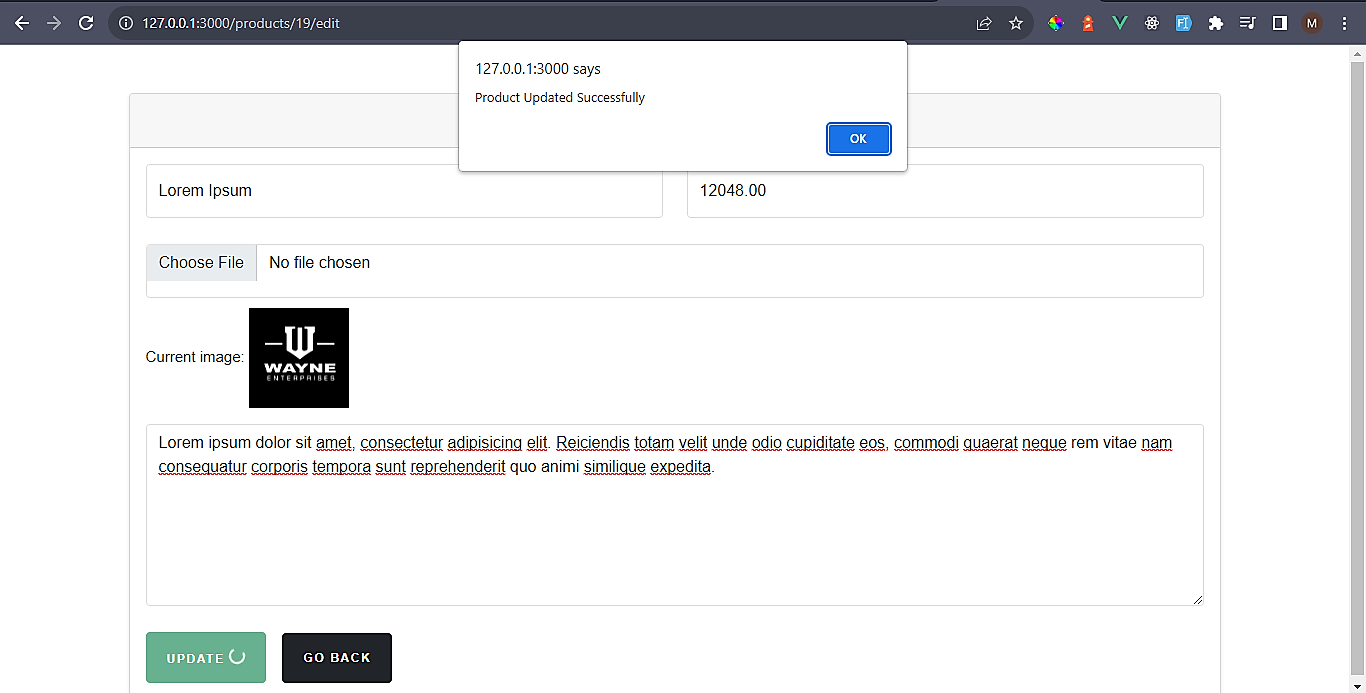 127.0.0.1:3000/products/19/edit
M
127.0.0.1:3000 says
Product Updated Successfully
OK
Lorem Ipsum
12048.00
Choose File
No file chosen
Current image:
W
WAYNE
ENTERPRISES
Lorem ipsum dolor sit amet, consectetur adipisicing elit. Reiciendis totam velit unde odio cupiditate eos, commodi quaerat neque rem vitae nam
consequatur corporis tempora sunt reprehenderit quo animi similique expedita.
UPDATE
GO BACK